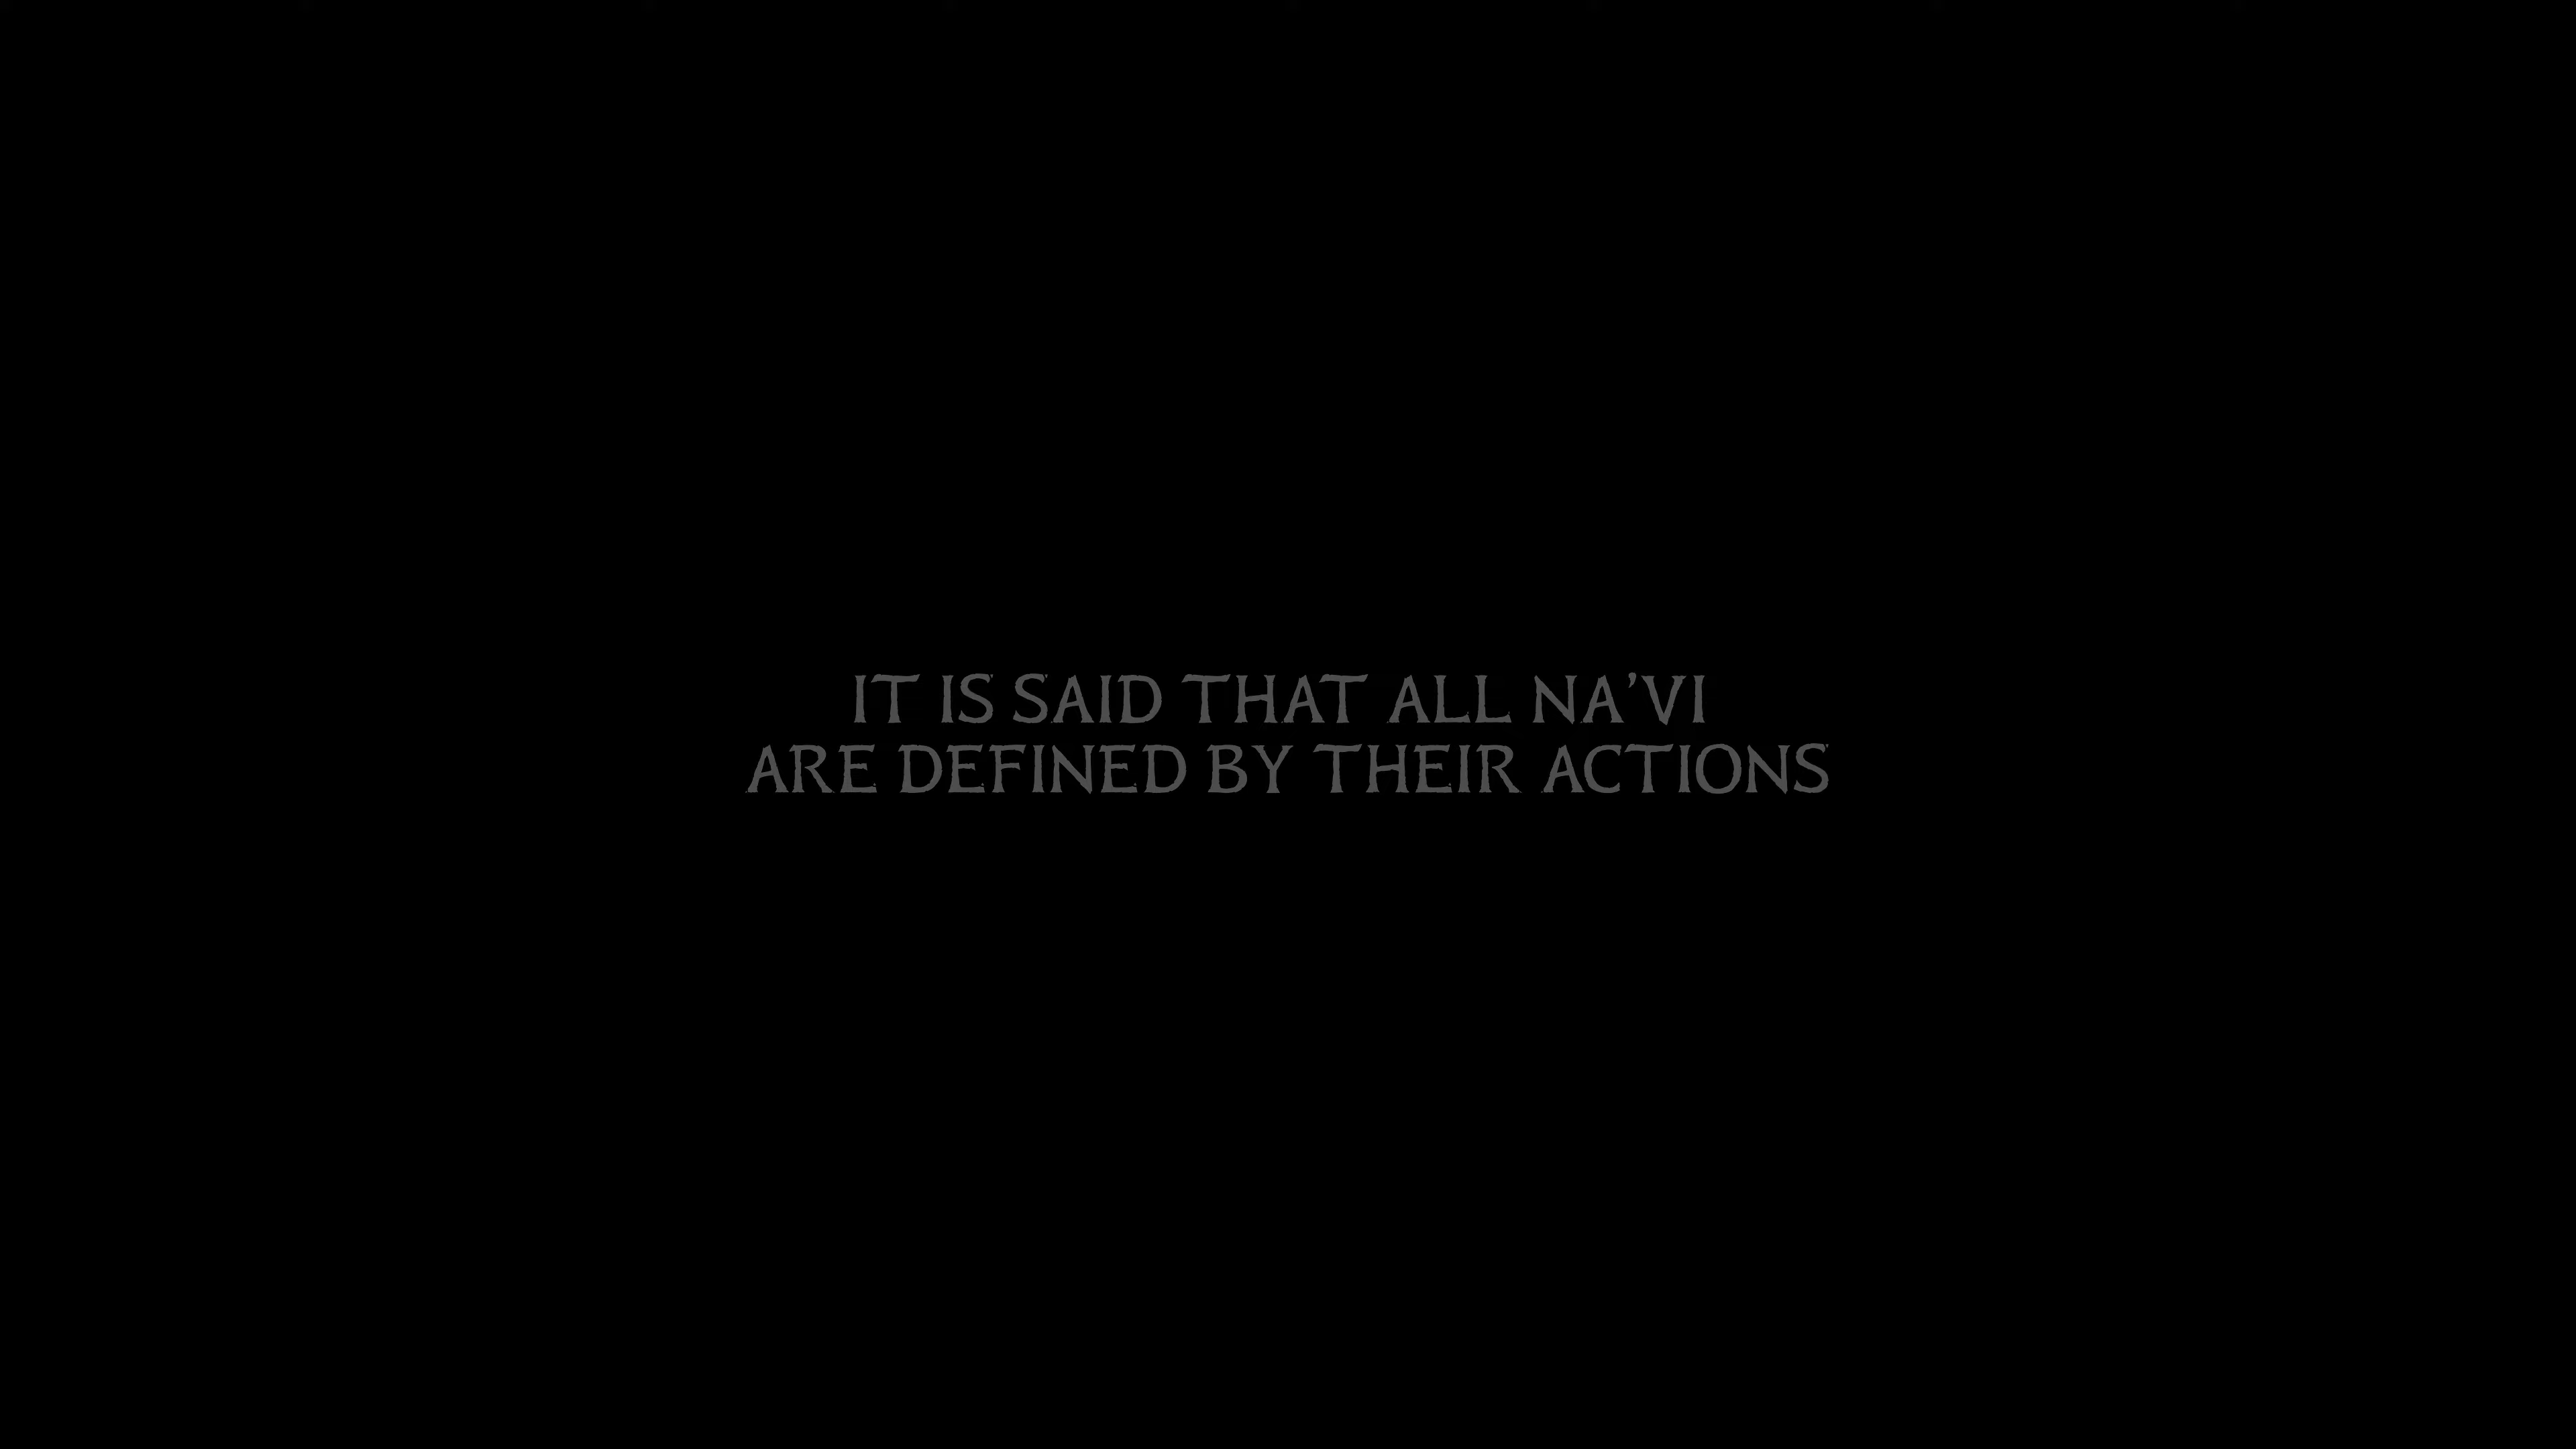 IT IS SAID THAT ALL NA’VI
ARE DEFINED BY THEIR ACTIONS